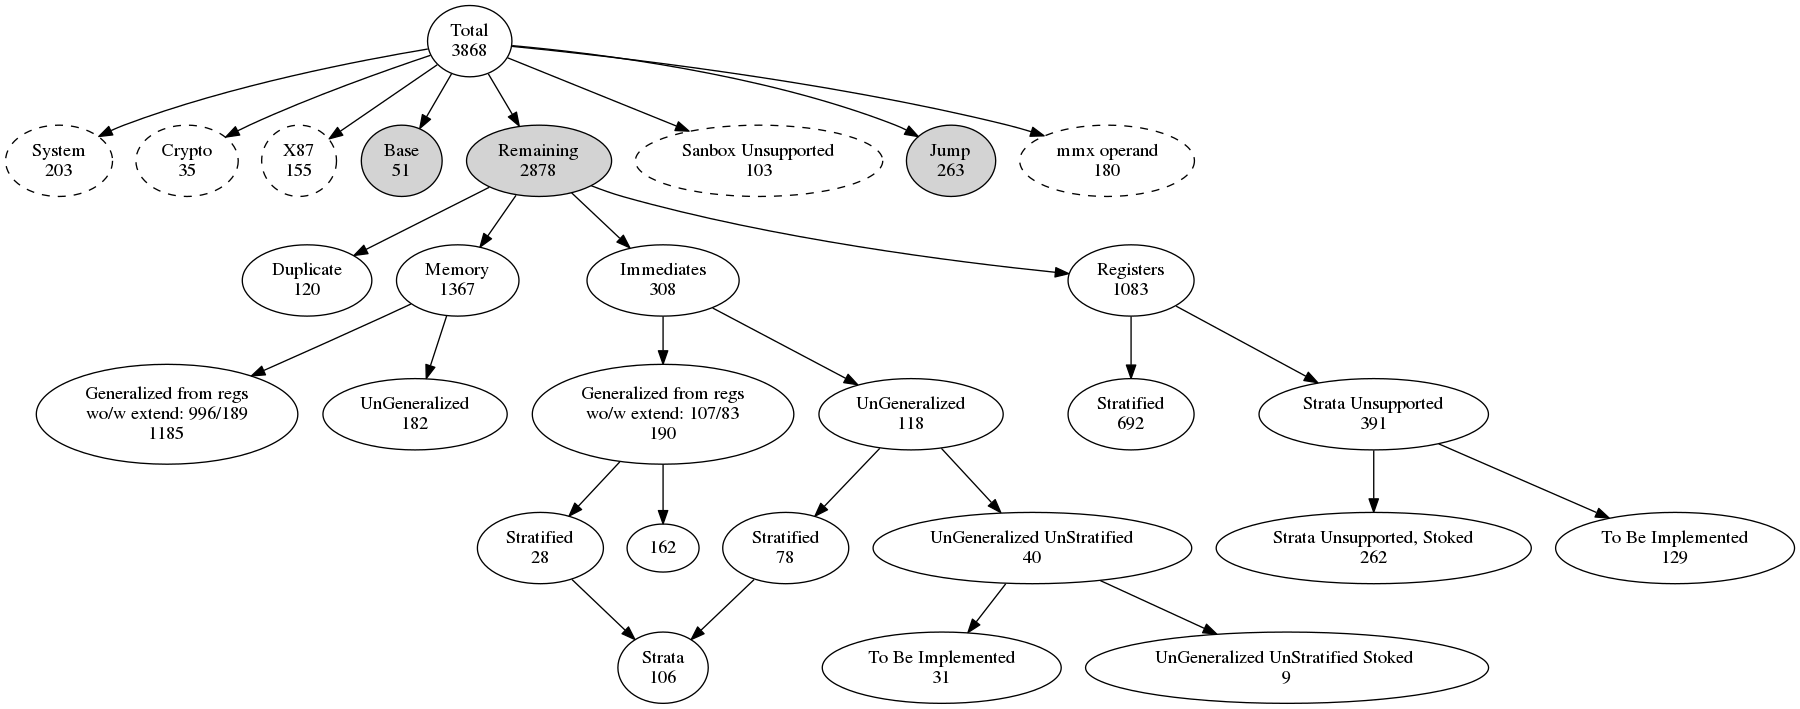 Total
3868
System
203
Crypto
35
X87
155
Base
51
Remaining
2878
Sanbox Unsupported
103
Jump
263
mmx operand
180
Duplicate
120
Memory
1367
Immediates
308
Registers
1083
Generalized from regs
wo/w extend: 996/189
1185
UnGeneralized
182
Generalized from regs
wo/w extend: 107/83
190
UnGeneralized
118
Stratified
692
Strata Unsupported
391
Stratified
28
162
Stratified
78
UnGeneralized UnStratified
40
Strata Unsupported, Stoked
262
To Be Implemented
129
Strata
106
To Be Implemented
31
UnGeneralized UnStratified Stoked
9